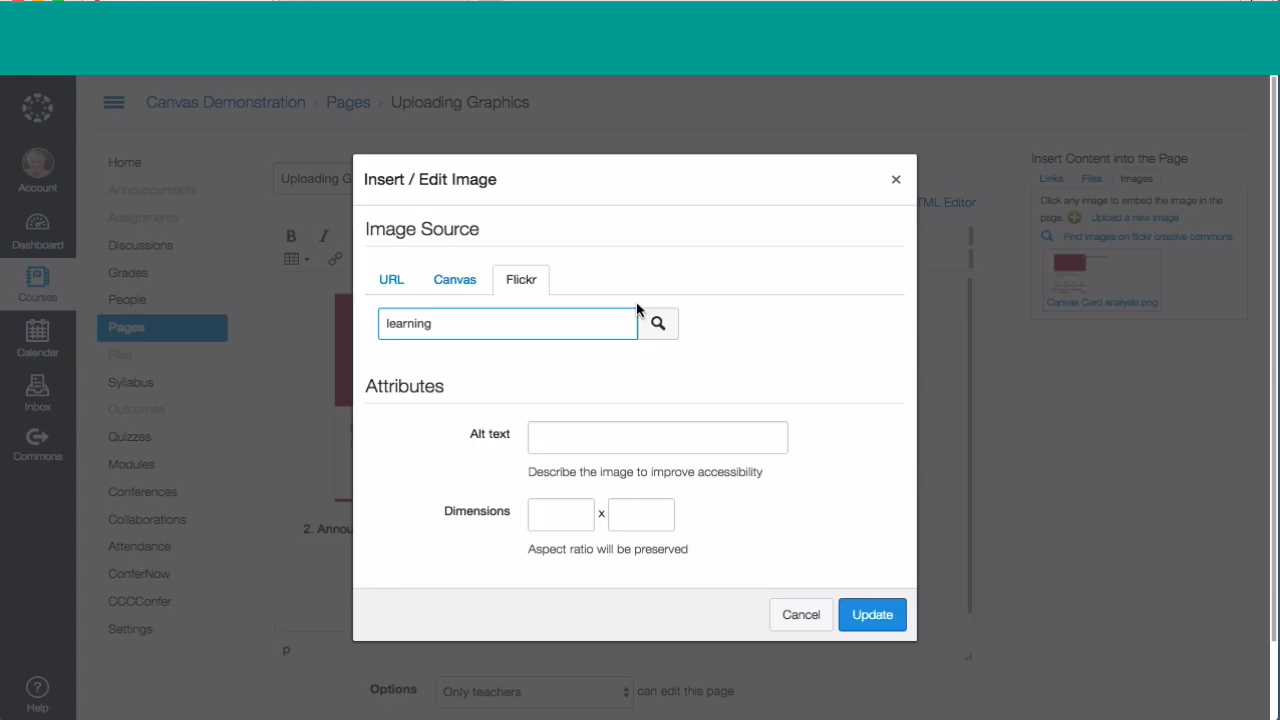 Canvas Demonstration › Pages › Uploading Graphics
Account
Dashboard
Courses
Calendar
Inbox
Commons
Help
Home
Announcements
Assignments
Discussions
Grades
People
Pages
Files
Syllabus
Outcomes
Quizzes
Modules
Conferences
Collaborations
Attendance
ConferNow
CCCConfer
Settings
Uploading G
TML Editor
B I
2. Annou
p
Options Only teachers can edit this page
Insert / Edit Image ×
Image Source
URL Canvas Flickr
learning
Attributes
Alt text
Describe the image to improve accessibility
Dimensions x
Aspect ratio will be preserved
Cancel Update
Insert Content into the Page
Links Files Images
Click any image to embed the image in the
page. Upload a new image
Find images on flickr creative commons
Canvas Card analysis.png